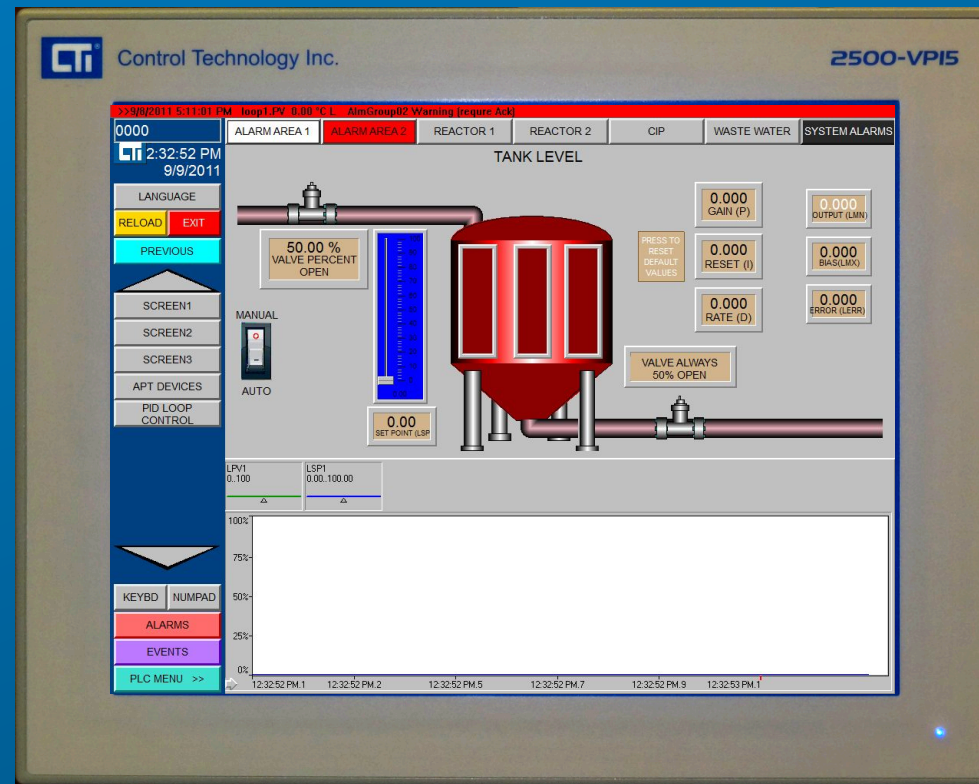 CTi Control Technology Inc.
2500-VP15
>>9/8/2011 5:11:01 PM loop1.PV 0.00 °C L AlmGroup02 Warning (requre Ack)
0000
ALARM AREA 1
ALARM AREA 2
REACTOR 1
REACTOR 2
CIP
WASTE WATER
SYSTEM ALARMS
CTi 2:32:52 PM
9/9/2011
TANK LEVEL
LANGUAGE
RELOAD
EXIT
PREVIOUS
SCREEN1
SCREEN2
SCREEN3
APT DEVICES
PID LOOP
CONTROL
KEYBD
NUMPAD
ALARMS
EVENTS
PLC MENU >>
50.00 %
VALVE PERCENT
OPEN
MANUAL
AUTO
0.00
SET POINT (LSP
PRESS TO
RESET
DEFAULT
VALUES
0.000
GAIN (P)
0.000
RESET (I)
0.000
RATE (D)
0.000
OUTPUT (LMN)
0.000
BIAS(LMX)
0.000
ERROR (LERR)
VALVE ALWAYS
50% OPEN
LPV1
0..100
LSP1
0.00..100.00
100%
75%
50%
25%
0%
12:32:52 PM.1
12:32:52 PM.2
12:32:52 PM.5
12:32:52 PM.7
12:32:52 PM.9
12:32:53 PM.1